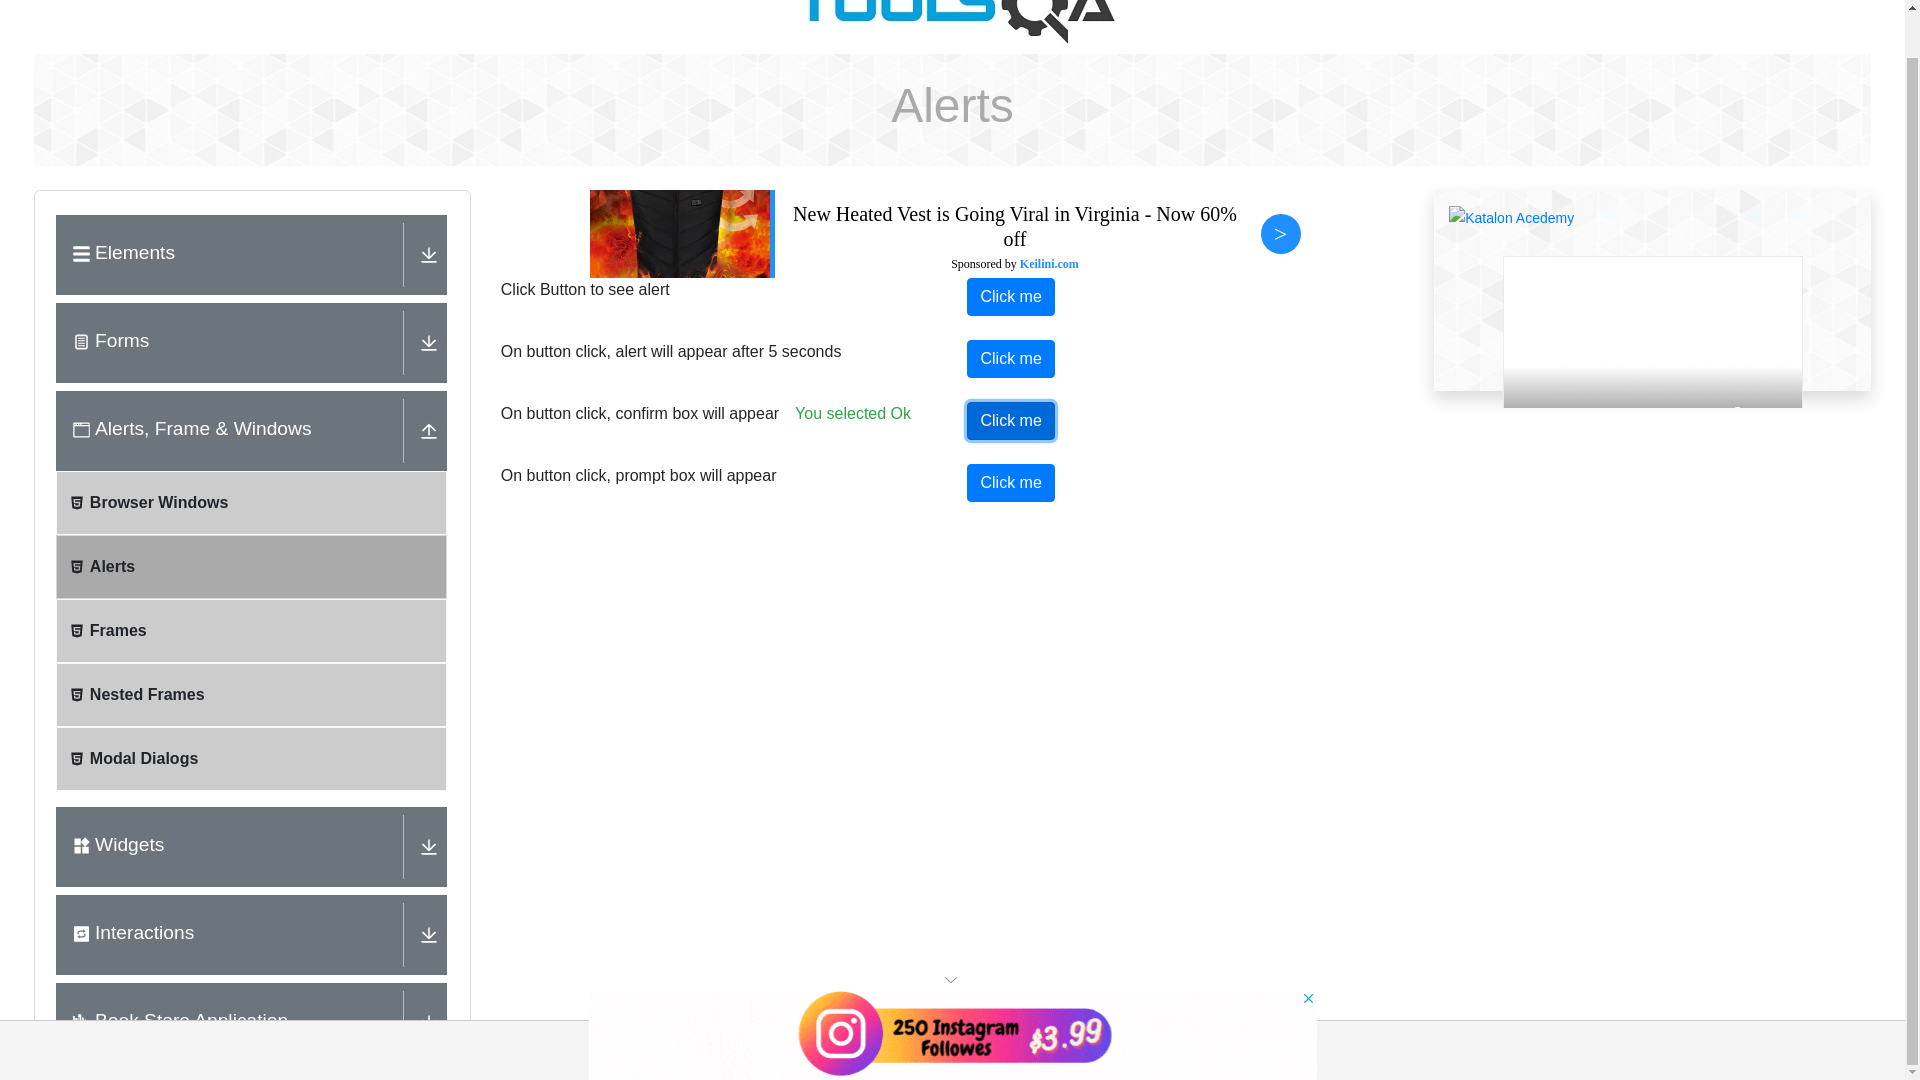 TOOLSQA
Alerts
Elements
Forms
Alerts, Frame & Windows
Browser Windows
Alerts
Frames
Nested Frames
Modal Dialogs
Widgets
Interactions
Book Store Application
New Heated Vest is Going Viral in Virginia - Now 60%
off
Sponsored by Keilini.com
>
Click Button to see alert
Click me
On button click, alert will appear after 5 seconds
Click me
On button click, confirm box will appear You selected Ok
Click me
On button click, prompt box will appear
Click me
Katalon Acedemy
250 Instagram
Followes
$3.99